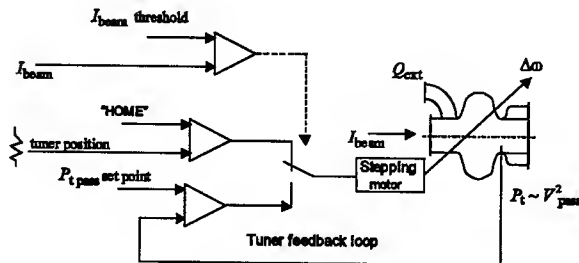 I_beam threshold
I_beam
"HOME"
tuner position
P_t pass set point
I_beam
Stepping
motor
Q_ext
Δω
P_t ~ V²_pass
Tuner feedback loop